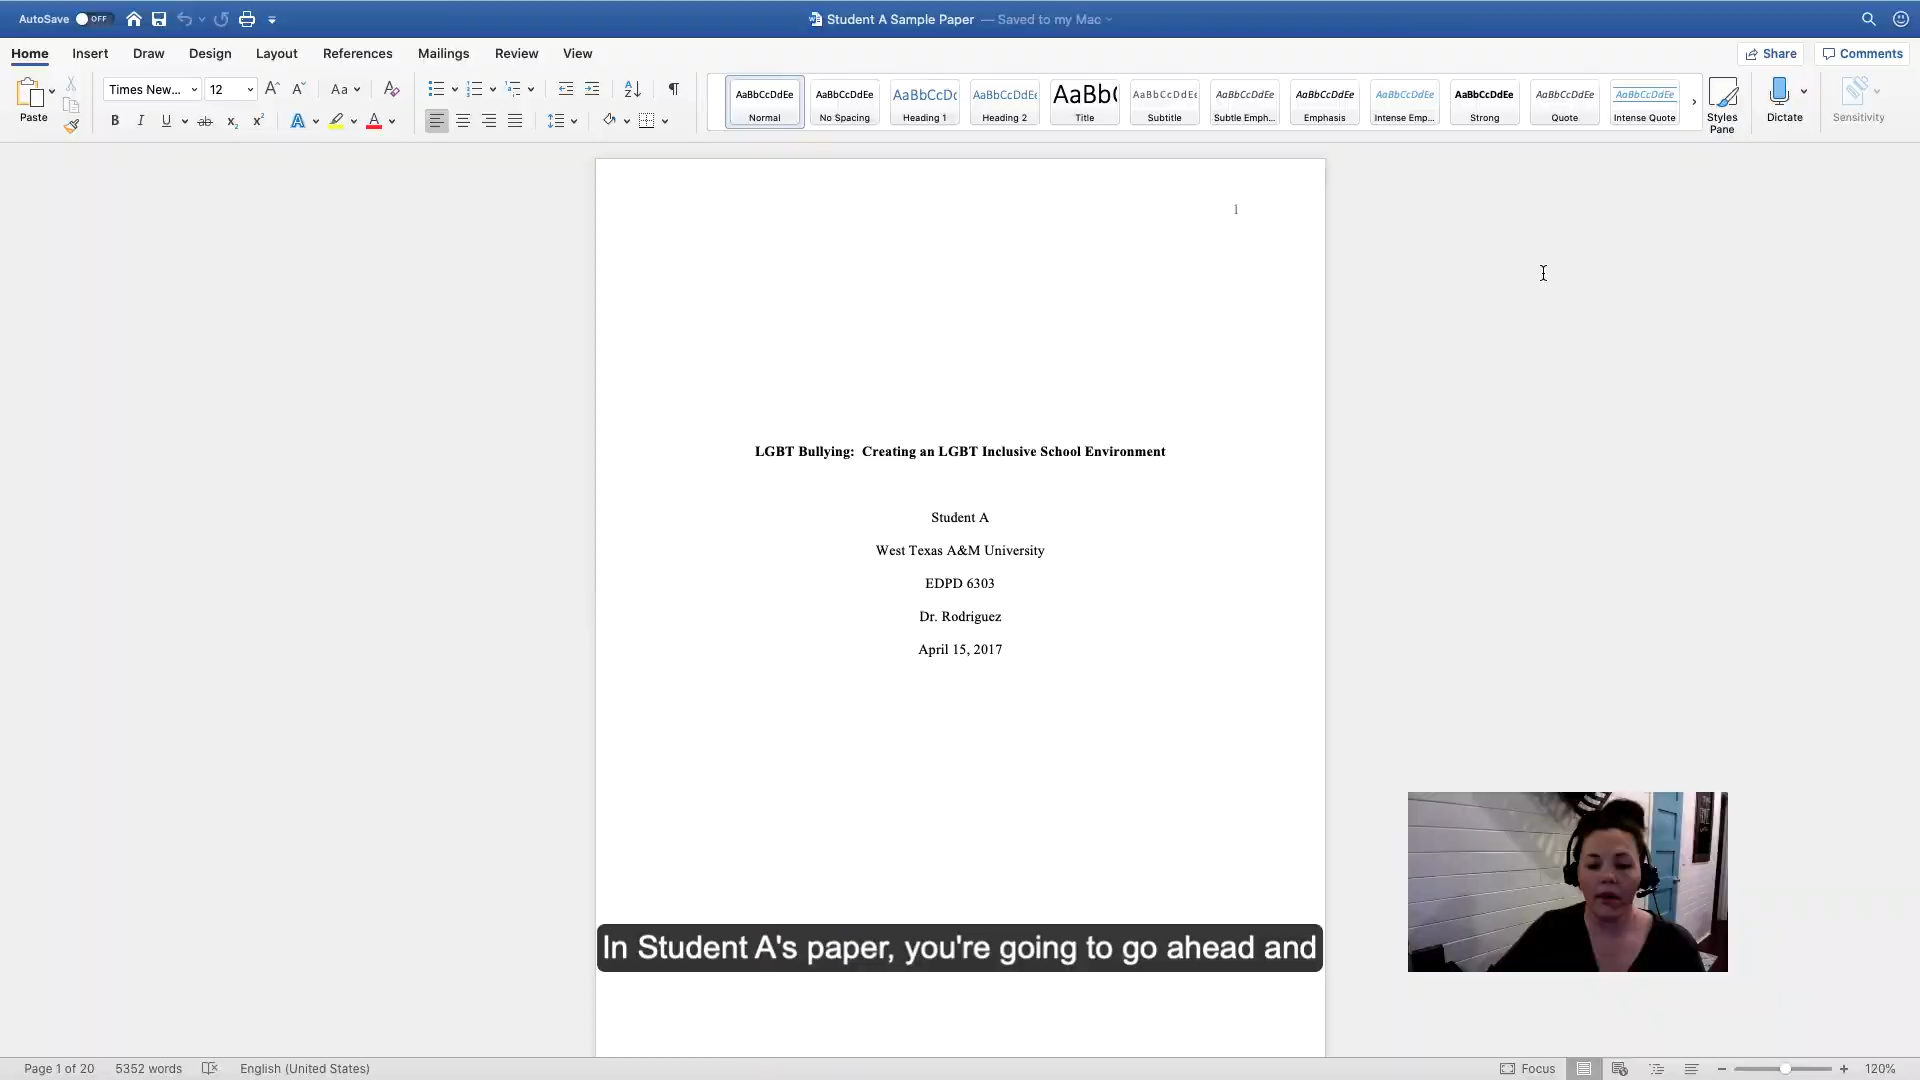 AutoSave OFF
Student A Sample Paper — Saved to my Mac
Home Insert Draw Design Layout References Mailings Review View
Share Comments
Paste
Times New... 12 Aa
B I U ab x₂ x² A A
AaBbCcDdEe AaBbCcDdEe AaBbCcDc AaBbCcDdEe AaBb( AaBbCcDdEe AaBbCcDdEe AaBbCcDdEe AaBbCcDdEe AaBbCcDdEe AaBbCcDdEe AaBbCcDdEe
Normal No Spacing Heading 1 Heading 2 Title Subtitle Subtle Emph... Emphasis Intense Emp... Strong Quote Intense Quote
Styles Pane
Dictate
Sensitivity
1
LGBT Bullying:  Creating an LGBT Inclusive School Environment
Student A
West Texas A&M University
EDPD 6303
Dr. Rodriguez
April 15, 2017
In Student A's paper, you're going to go ahead and
Page 1 of 20 5352 words English (United States) Focus 120%